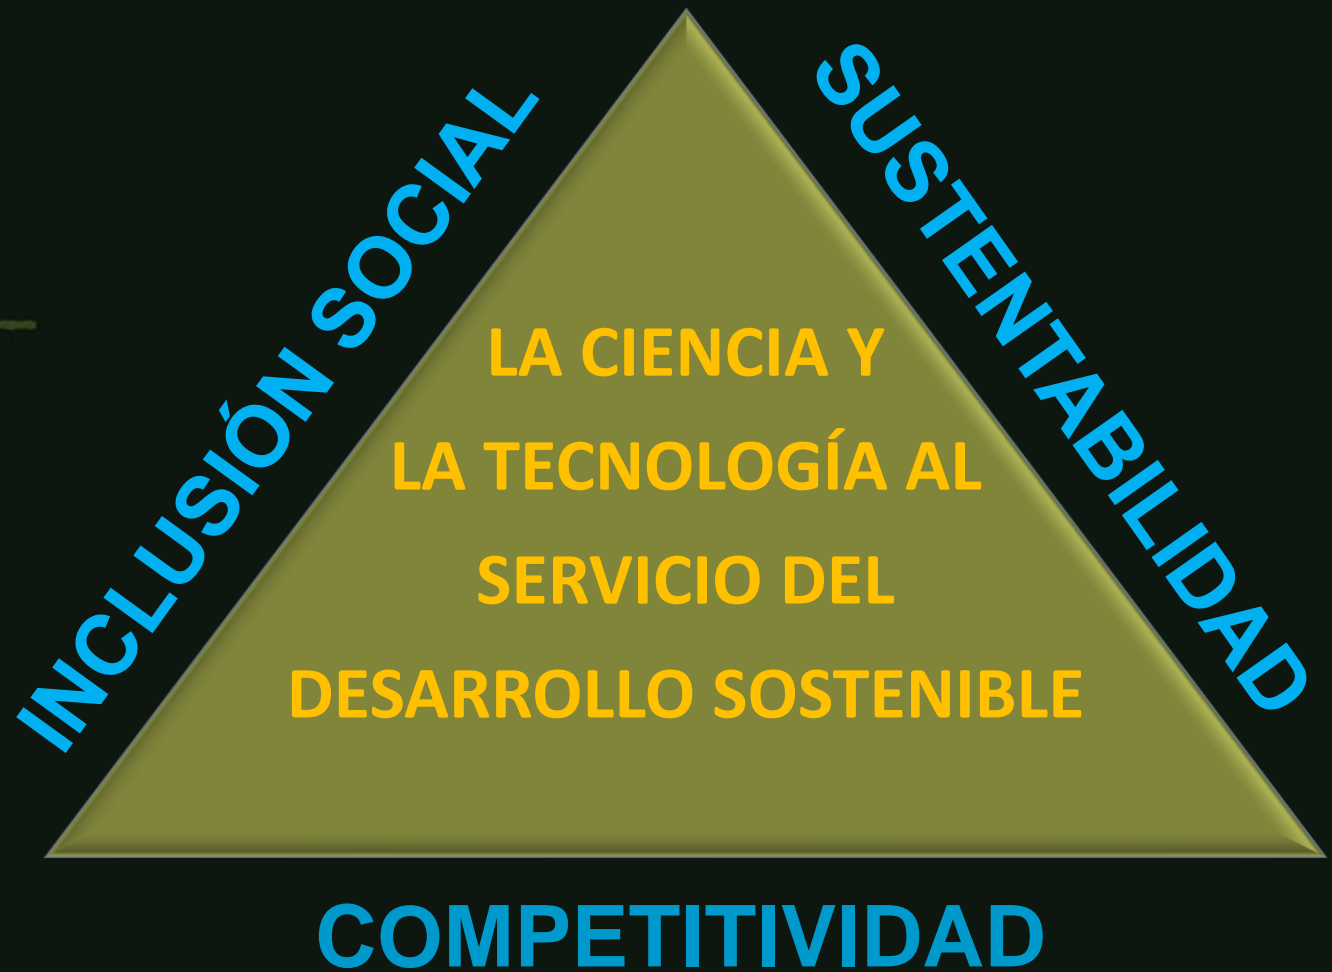 INCLUSIÓN SOCIAL
SUSTENTABILIDAD
LA CIENCIA Y
LA TECNOLOGÍA AL
SERVICIO DEL
DESARROLLO SOSTENIBLE
COMPETITIVIDAD